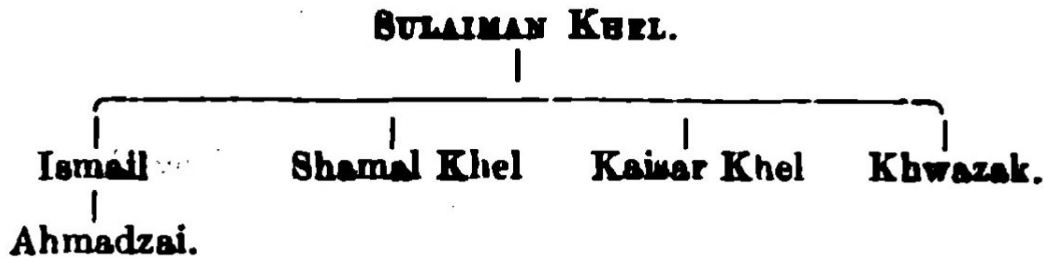 SULAIMAN KHEL.
Ismail Shamal Khel Kaisar Khel Khwazak.
Ahmadzai.